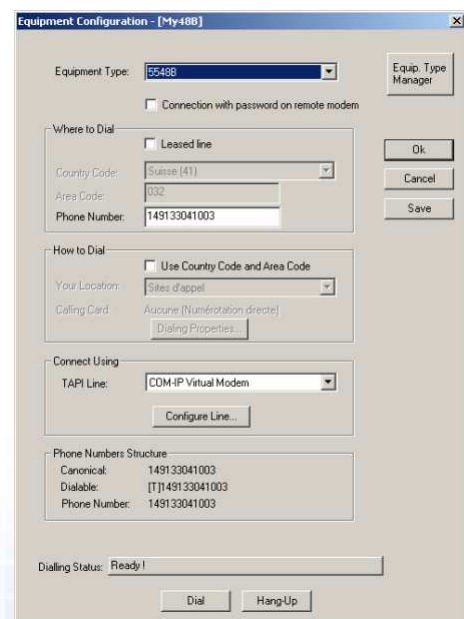 Equipment Configuration - [My48B]
Equipment Type: 5548B
Equip. Type
Manager
Connection with password on remote modem
Where to Dial
Leased line
Country Code: Suisse (41)
Area Code: 032
Phone Number: 149133041003
Ok
Cancel
Save
How to Dial
Use Country Code and Area Code
Your Location: Sites d'appel
Calling Card: Aucune (Numérotation directe)
Dialing Properties...
Connect Using
TAPI Line: COM-IP Virtual Modem
Configure Line...
Phone Numbers Structure
Canonical: 149133041003
Dialable: [T]149133041003
Phone Number: 149133041003
Dialling Status: Ready !
Dial Hang-Up